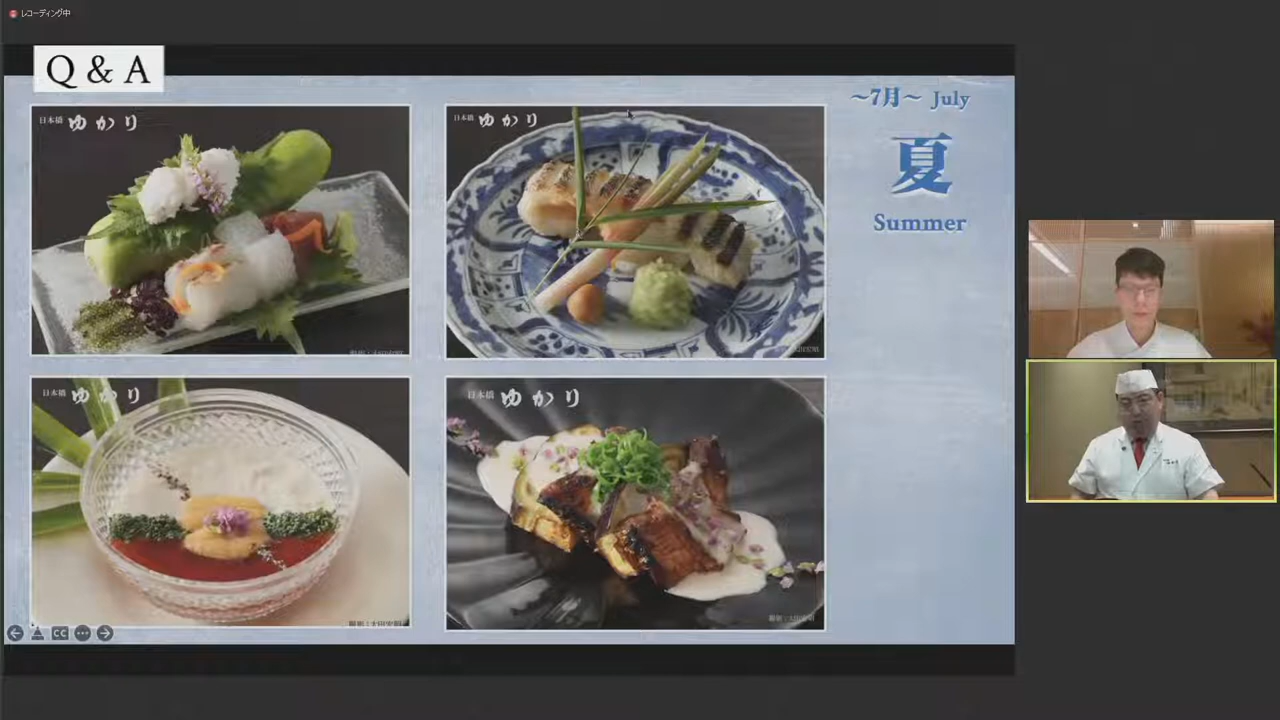 レコーディング中
Q & A
日本橋 ゆかり
日本橋 ゆかり
～7月～ July
夏
Summer
日本橋 ゆかり
日本橋 ゆかり
CC